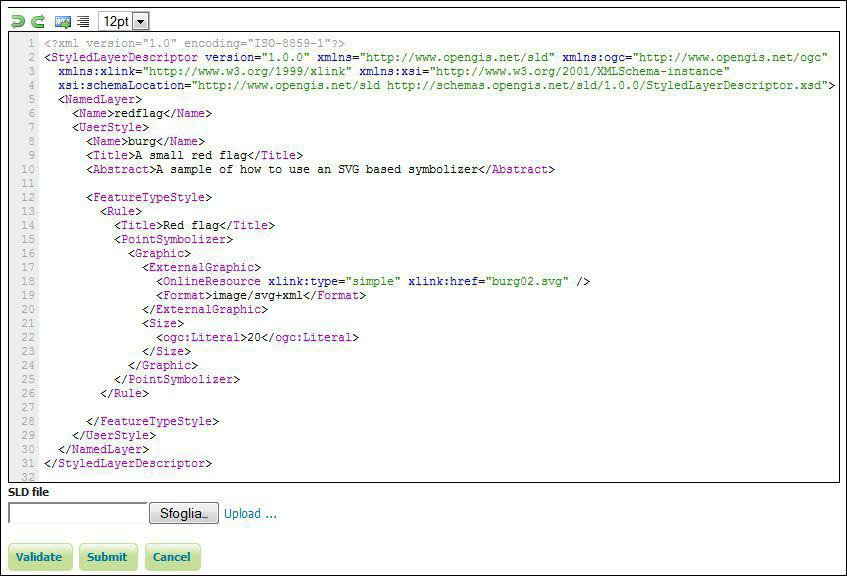 12pt
1 <?xml version="1.0" encoding="ISO-8859-1"?>
2 <StyledLayerDescriptor version="1.0.0" xmlns="http://www.opengis.net/sld" xmlns:ogc="http://www.opengis.net/ogc"
3 xmlns:xlink="http://www.w3.org/1999/xlink" xmlns:xsi="http://www.w3.org/2001/XMLSchema-instance"
4 xsi:schemaLocation="http://www.opengis.net/sld http://schemas.opengis.net/sld/1.0.0/StyledLayerDescriptor.xsd">
5 <NamedLayer>
6 <Name>redflag</Name>
7 <UserStyle>
8 <Name>burg</Name>
9 <Title>A small red flag</Title>
10 <Abstract>A sample of how to use an SVG based symbolizer</Abstract>
11
12 <FeatureTypeStyle>
13 <Rule>
14 <Title>Red flag</Title>
15 <PointSymbolizer>
16 <Graphic>
17 <ExternalGraphic>
18 <OnlineResource xlink:type="simple" xlink:href="burg02.svg" />
19 <Format>image/svg+xml</Format>
20 </ExternalGraphic>
21 <Size>
22 <ogc:Literal>20</ogc:Literal>
23 </Size>
24 </Graphic>
25 </PointSymbolizer>
26 </Rule>
27
28 </FeatureTypeStyle>
29 </UserStyle>
30 </NamedLayer>
31 </StyledLayerDescriptor>
32
SLD file
Sfoglia... Upload ...
Validate Submit Cancel